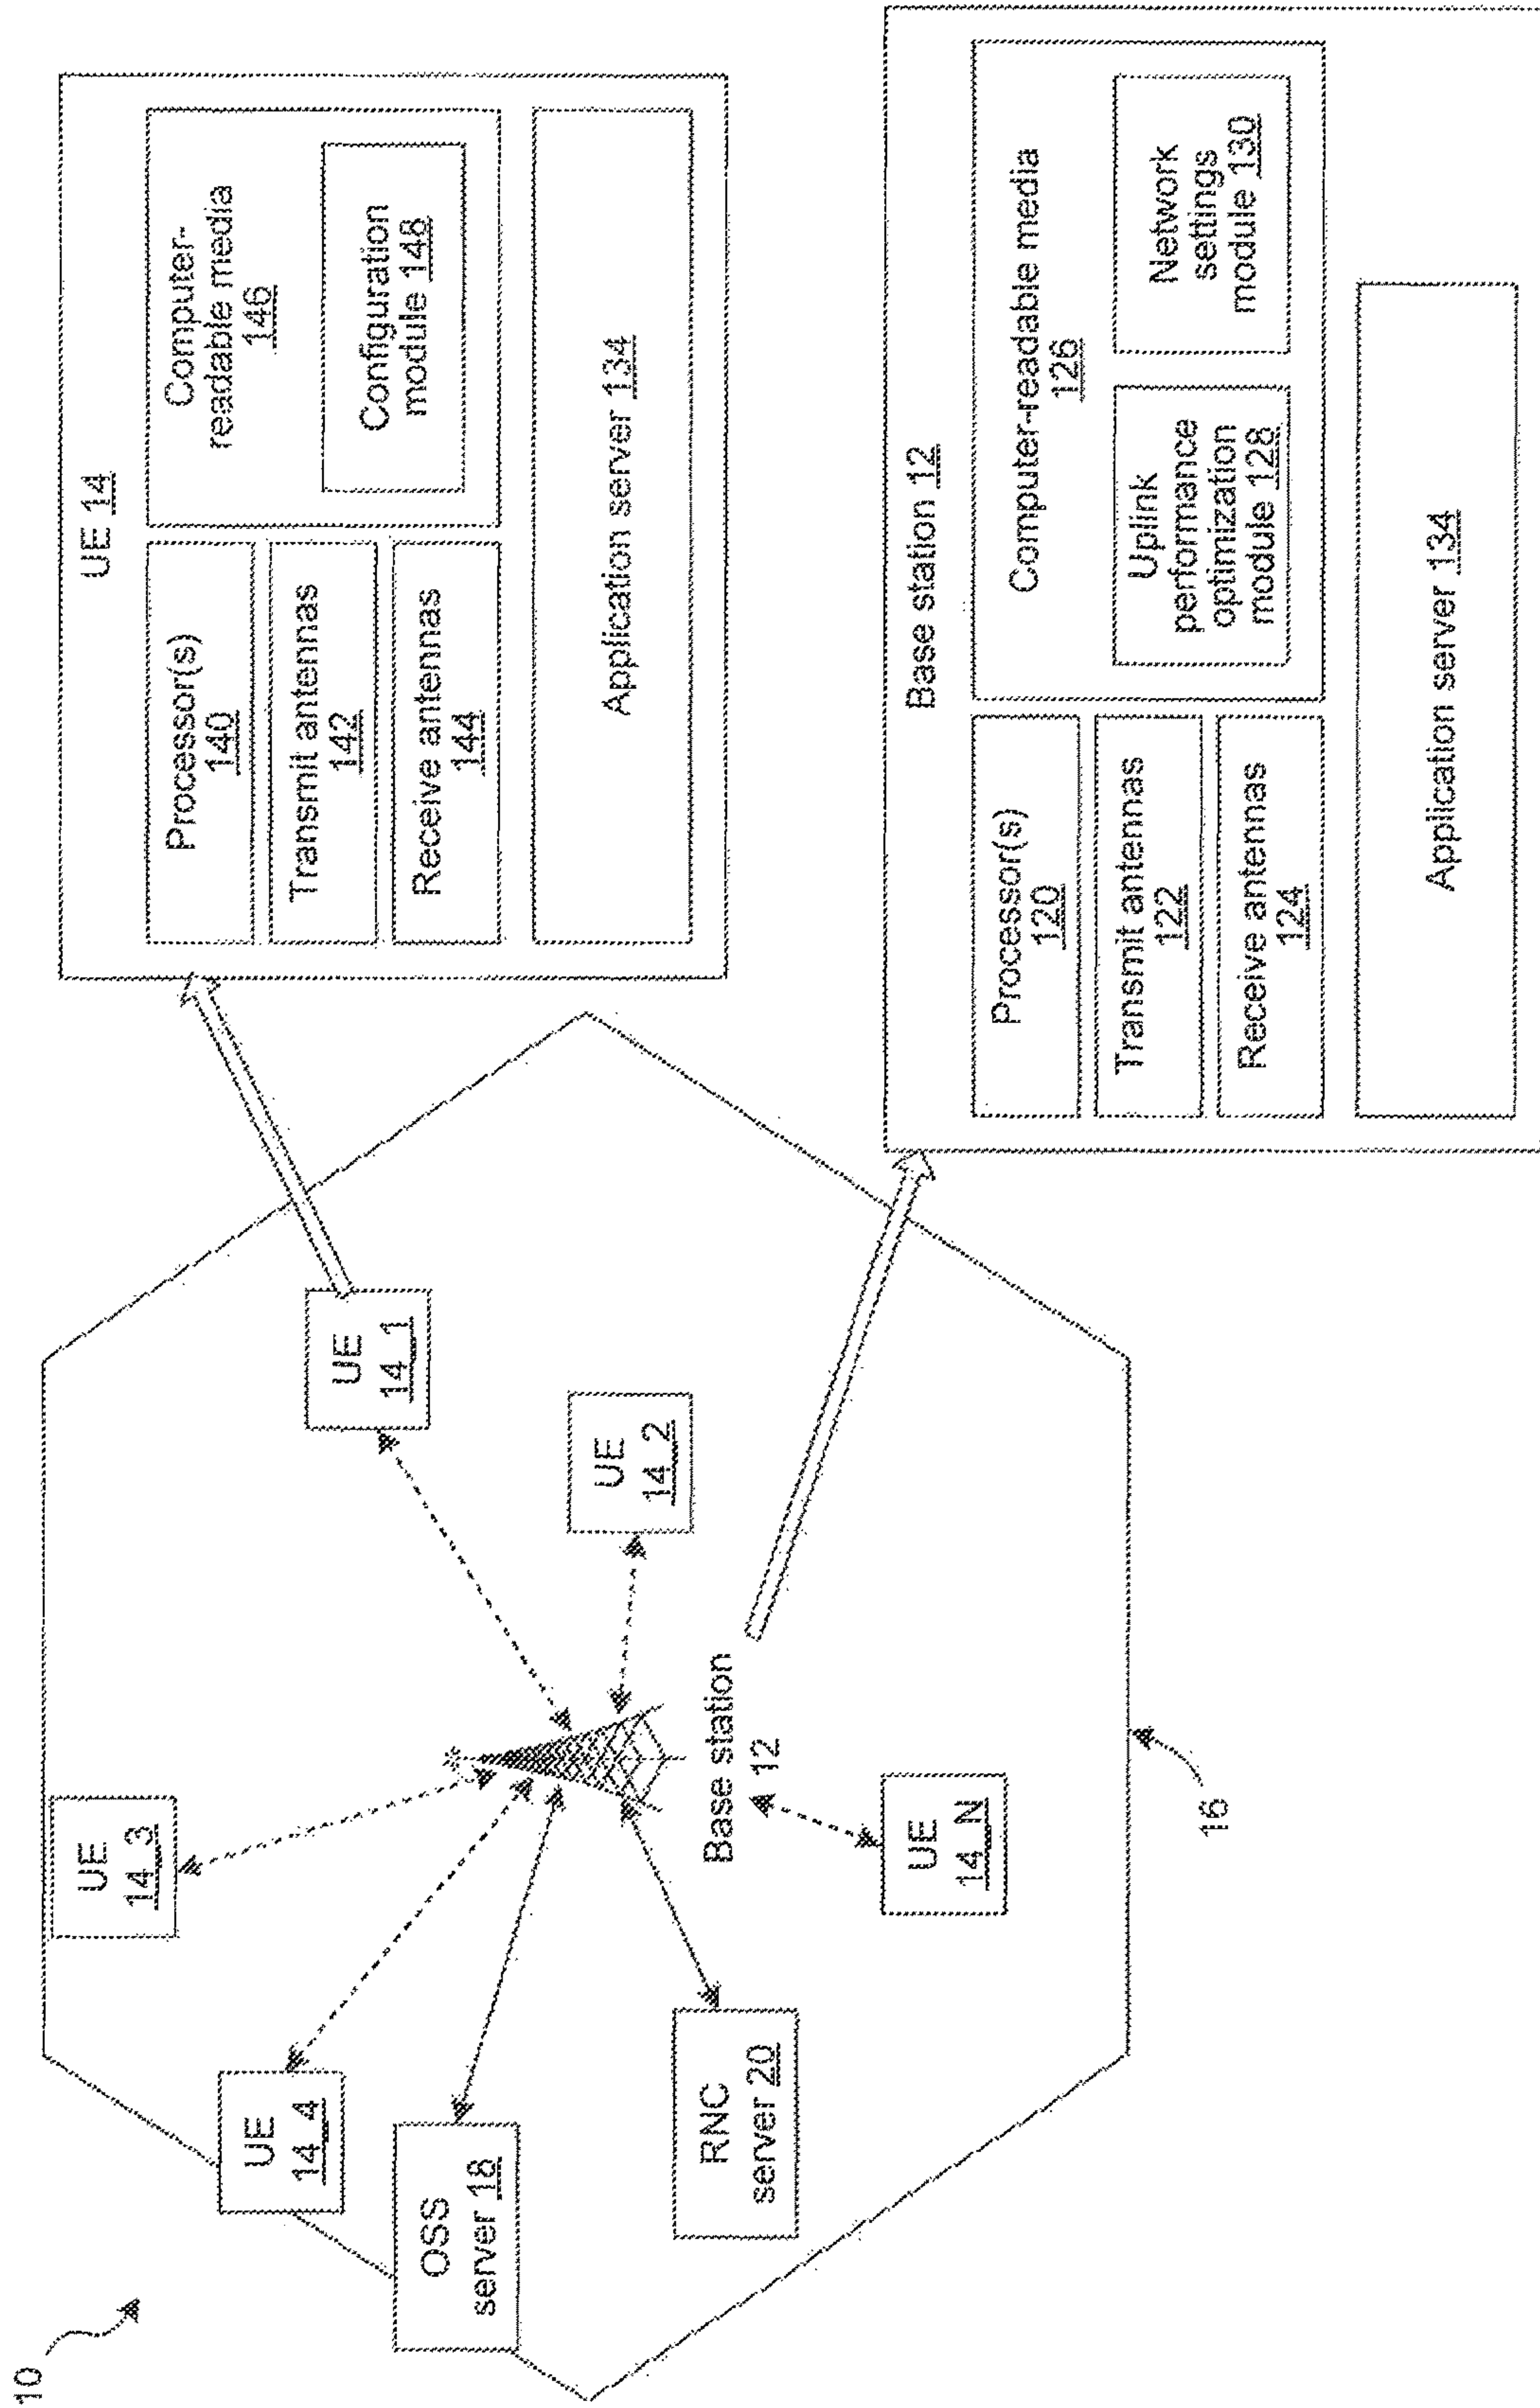 10
UE
14_4
UE
14_3
OSS
server 18
RNC
server 20
Base station
12
UE
14_1
UE
14_2
UE
14_N
16
UE 14
Processor(s)
140
Transmit antennas
142
Receive antennas
144
Computer-
readable media
146
Configuration
module 148
Application server 134
Base station 12
Processor(s)
120
Transmit antennas
122
Receive antennas
124
Computer-readable media
126
Uplink
performance
optimization
module 128
Network
settings
module 130
Application server 134